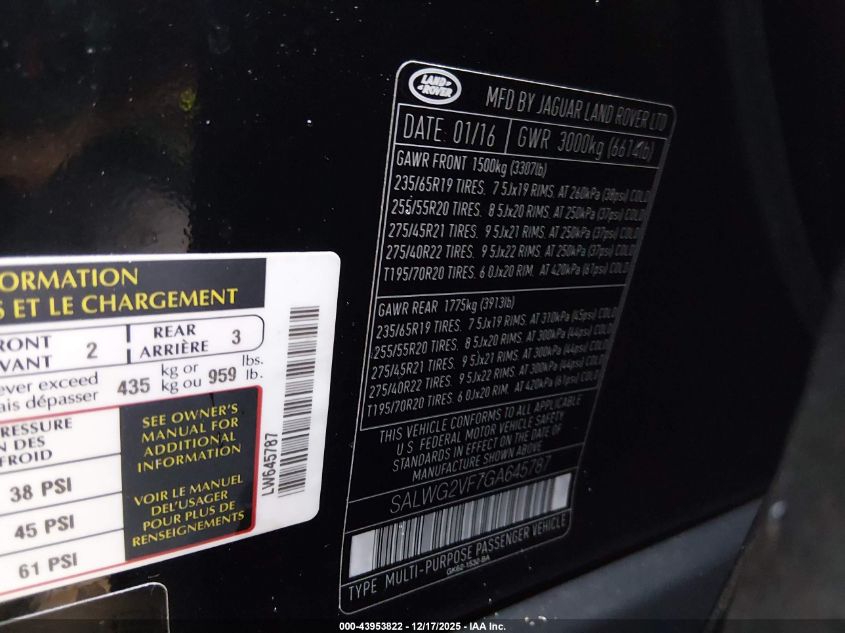 LAND
ROVER
MFD BY JAGUAR LAND ROVER LTD
DATE: 01/16 GWR 3000kg (6614lb)
GAWR FRONT 1500kg (3307lb)
235/65R19 TIRES. 7 5Jx19 RIMS. AT 260kPa (38psi) COLD
255/55R20 TIRES. 8 5Jx20 RIMS. AT 250kPa (37psi) COLD
275/45R21 TIRES. 9 5Jx21 RIMS. AT 250kPa (37psi) COLD
275/40R22 TIRES. 9 5Jx22 RIMS. AT 250kPa (37psi) COLD
T195/70R20 TIRES. 6 0Jx20 RIM. AT 420kPa (61psi) COLD
GAWR REAR 1775kg (3913lb)
235/65R19 TIRES. 7 5Jx19 RIMS. AT 310kPa (45psi) COLD
255/55R20 TIRES. 8 5Jx20 RIMS. AT 300kPa (44psi) COLD
275/45R21 TIRES. 9 5Jx21 RIMS. AT 300kPa (44psi) COLD
275/40R22 TIRES. 9 5Jx22 RIMS. AT 300kPa (44psi) COLD
T195/70R20 TIRES. 6 0Jx20 RIM. AT 420kPa (61psi) COLD
THIS VEHICLE CONFORMS TO ALL APPLICABLE
U S FEDERAL MOTOR VEHICLE SAFETY
STANDARDS IN EFFECT ON THE DATE OF
MANUFACTURE SHOWN ABOVE
SALWG2VF7GA645787
TYPE MULTI-PURPOSE PASSENGER VEHICLE
GK62-1532-BA
ORMATION
S ET LE CHARGEMENT
RONT 2 REAR 3
VANT ARRIÈRE
ever exceed 435 kg or 959 lbs.
ais dépasser kg ou lb.
RESSURE
N DES
FROID
38 PSI
45 PSI
61 PSI
SEE OWNER'S
MANUAL FOR
ADDITIONAL
INFORMATION
VOIR LE MANUEL
DEL'USAGER
POUR PLUS DE
RENSEIGNEMENTS
LW645787
000-43953822 - 12/17/2025 - IAA Inc.